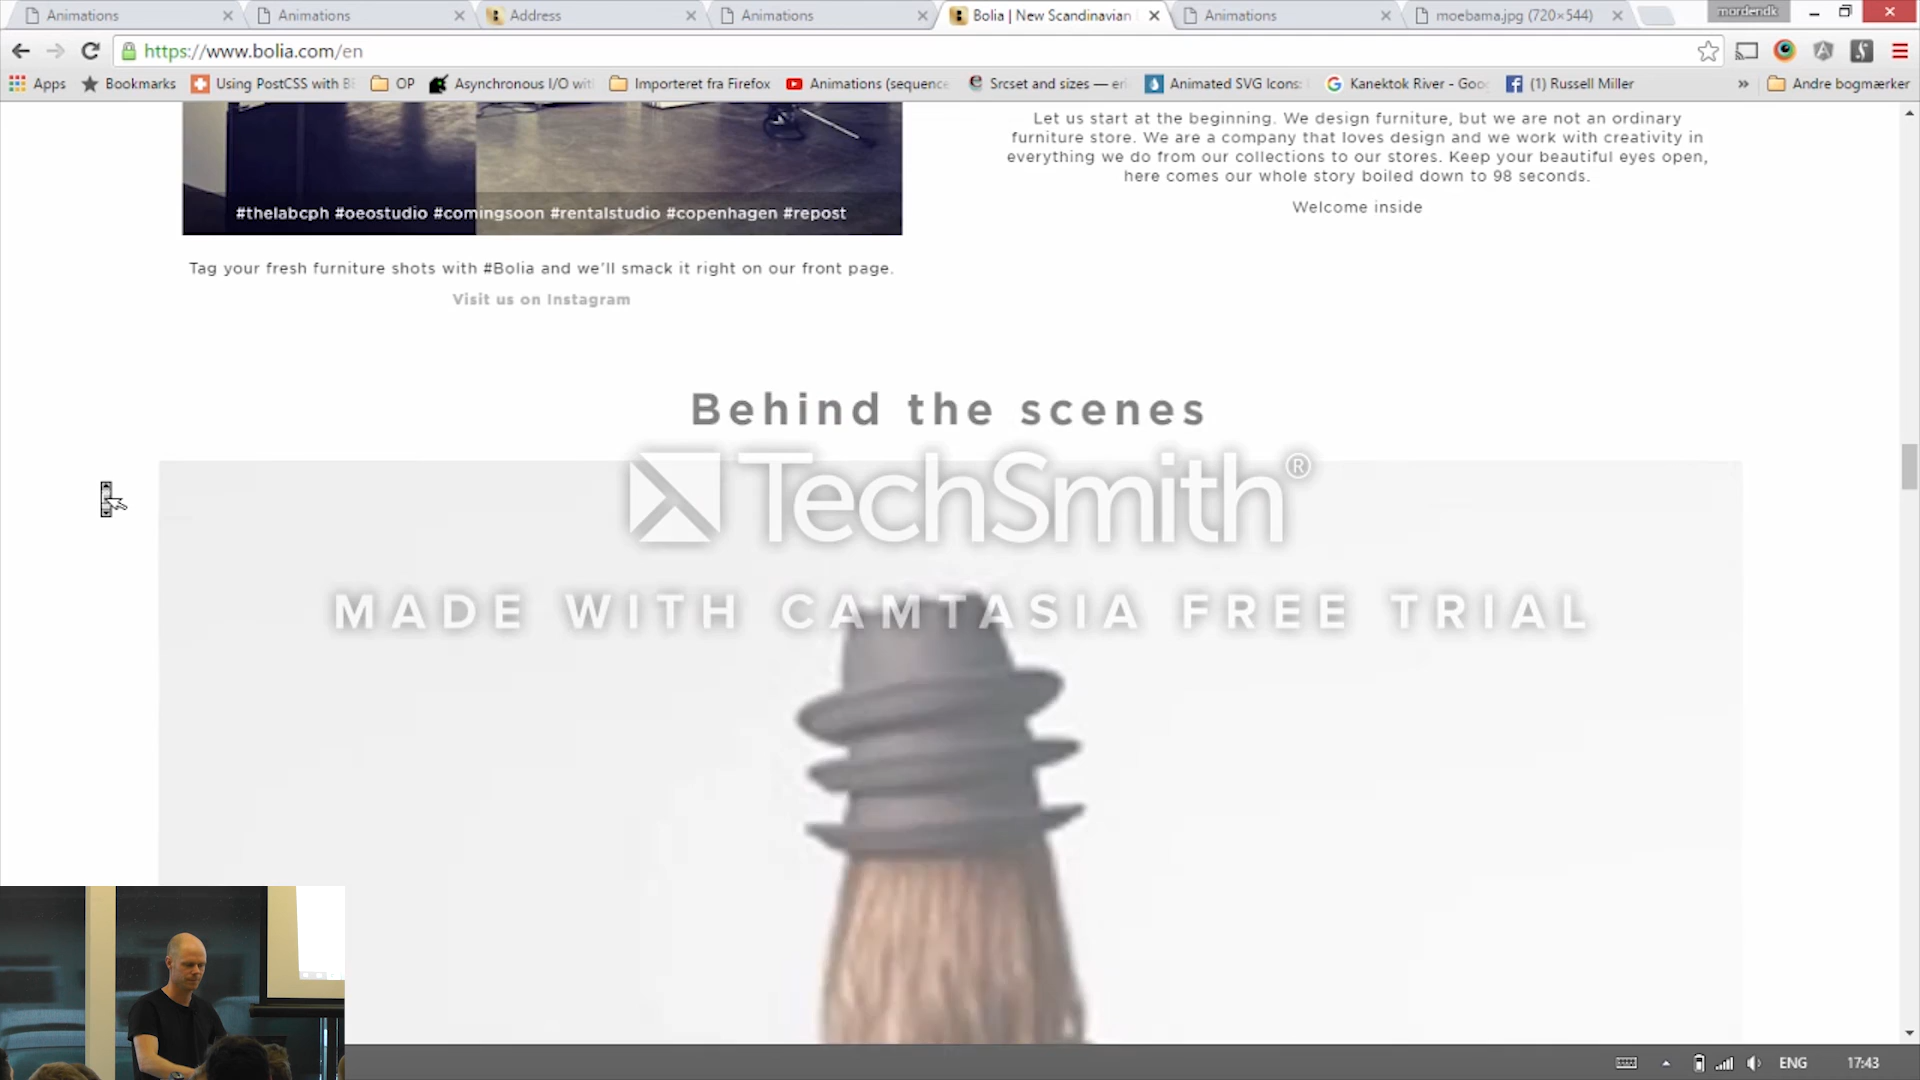 Animations
Animations
Address
Animations
Bolia | New Scandinavian
Animations
moebama.jpg (720×544)
mordendk
https://www.bolia.com/en
Apps
Bookmarks
Using PostCSS with BE
OP
Asynchronous I/O wit
Importeret fra Firefox
Animations (sequence
Srcset and sizes — eri
Animated SVG Icons:
Kanektok River - Goog
(1) Russell Miller
»
Andre bogmærker
Let us start at the beginning. We design furniture, but we are not an ordinary
furniture store. We are a company that loves design and we work with creativity in
everything we do from our collections to our stores. Keep your beautiful eyes open,
here comes our whole story boiled down to 98 seconds.
Welcome inside
#thelabcph #oeostudio #comingsoon #rentalstudio #copenhagen #repost
Tag your fresh furniture shots with #Bolia and we'll smack it right on our front page.
Visit us on Instagram
Behind the scenes
TechSmith®
MADE WITH CAMTASIA FREE TRIAL
ENG
17:43